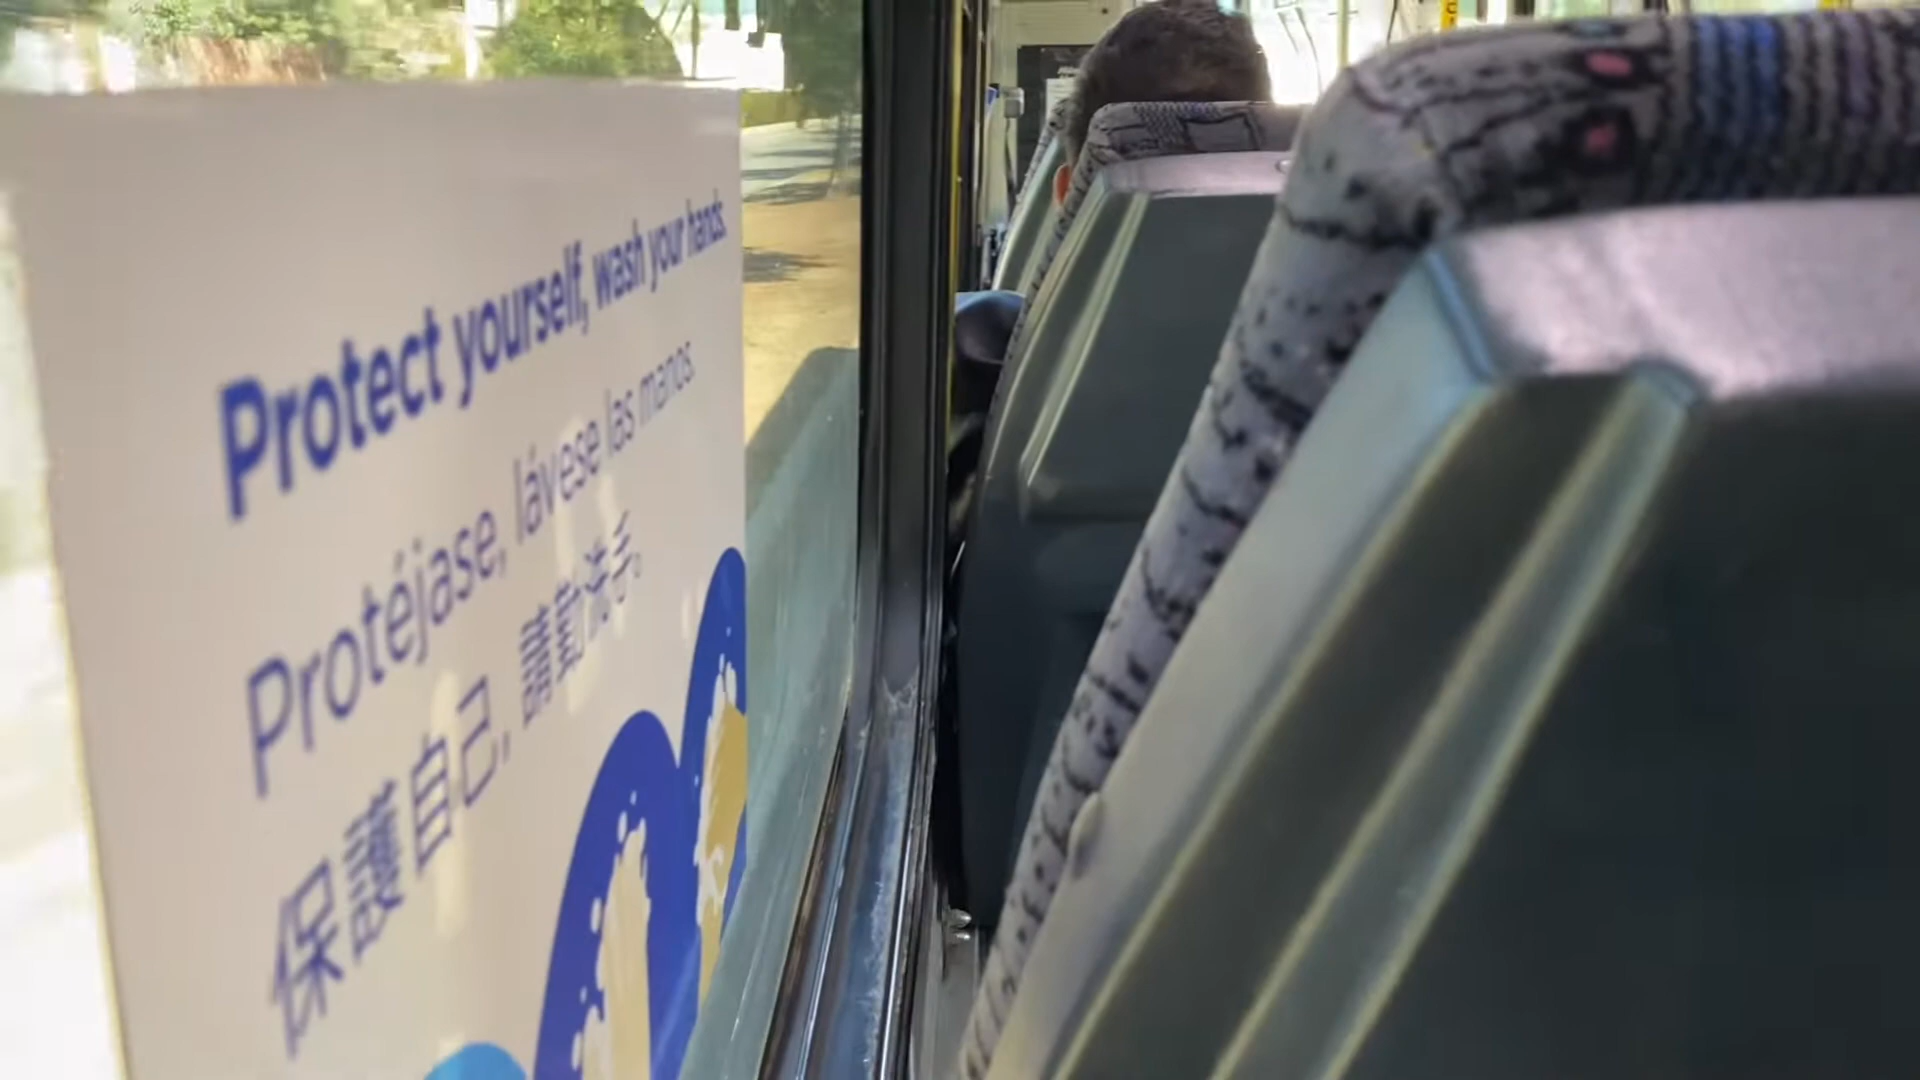 Protect yourself, wash your hands.
Protéjase, lávese las manos.
保護自己, 請勤洗手。